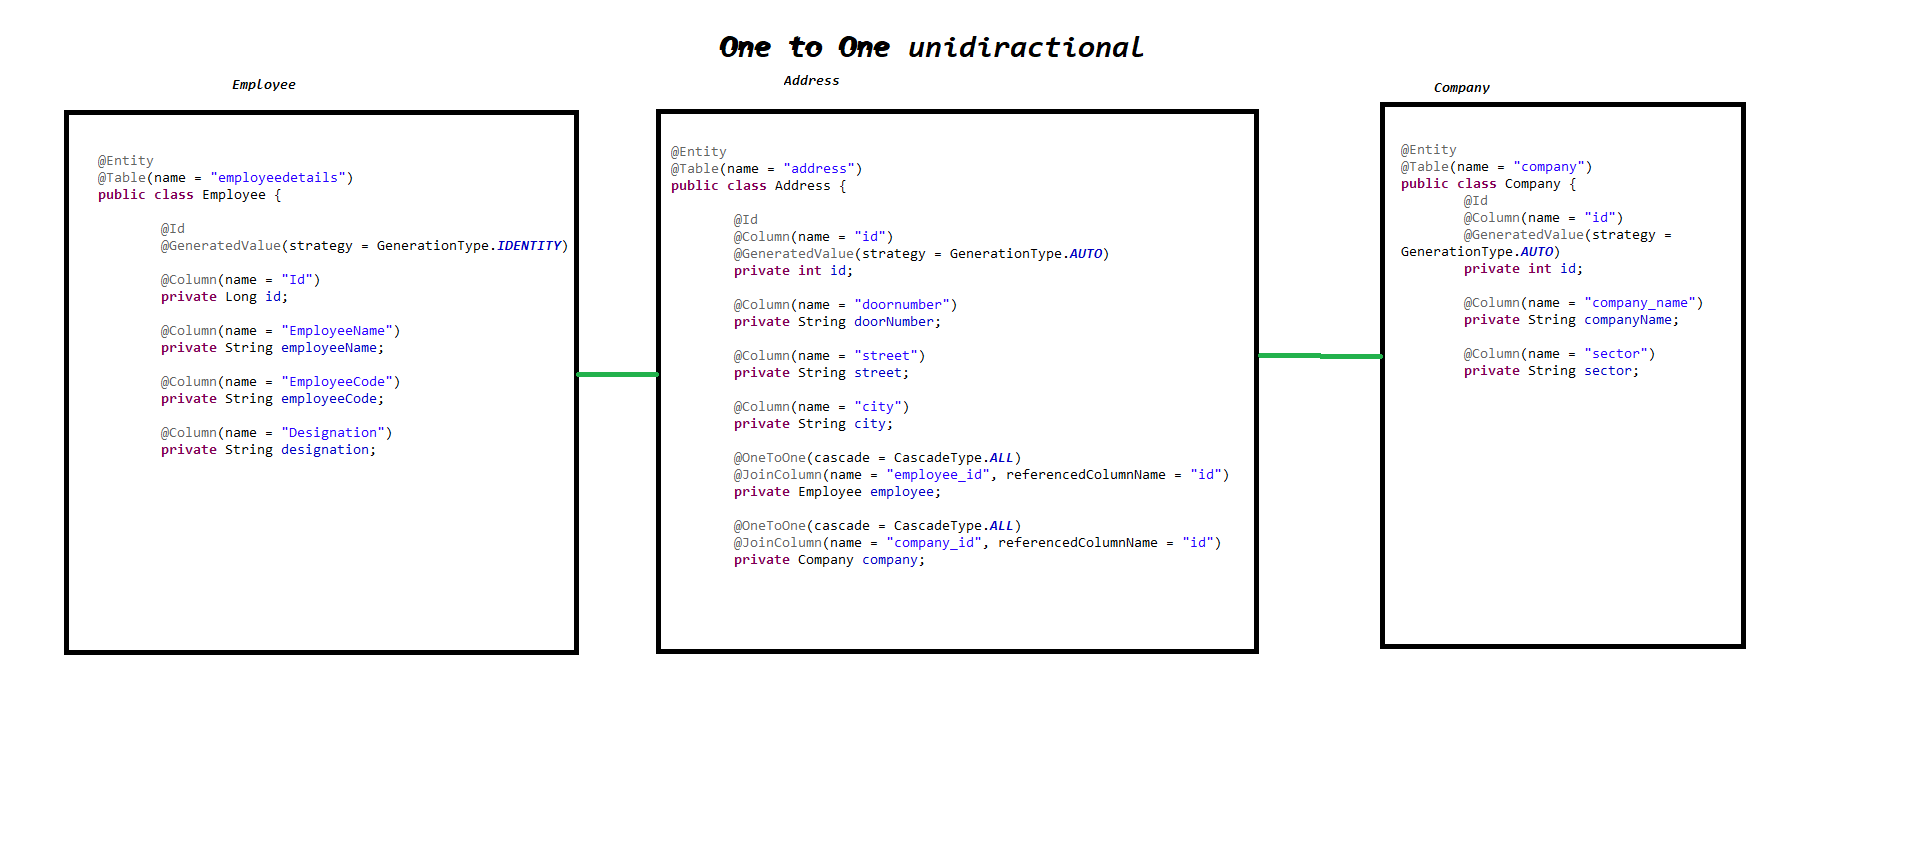 One to One unidiractional
Employee
@Entity
@Table(name = "employeedetails")
public class Employee {
@Id
@GeneratedValue(strategy = GenerationType.IDENTITY)
@Column(name = "Id")
private Long id;
@Column(name = "EmployeeName")
private String employeeName;
@Column(name = "EmployeeCode")
private String employeeCode;
@Column(name = "Designation")
private String designation;
Address
@Entity
@Table(name = "address")
public class Address {
@Id
@Column(name = "id")
@GeneratedValue(strategy = GenerationType.AUTO)
private int id;
@Column(name = "doornumber")
private String doorNumber;
@Column(name = "street")
private String street;
@Column(name = "city")
private String city;
@OneToOne(cascade = CascadeType.ALL)
@JoinColumn(name = "employee_id", referencedColumnName = "id")
private Employee employee;
@OneToOne(cascade = CascadeType.ALL)
@JoinColumn(name = "company_id", referencedColumnName = "id")
private Company company;
Company
@Entity
@Table(name = "company")
public class Company {
@Id
@Column(name = "id")
@GeneratedValue(strategy =
GenerationType.AUTO)
private int id;
@Column(name = "company_name")
private String companyName;
@Column(name = "sector")
private String sector;